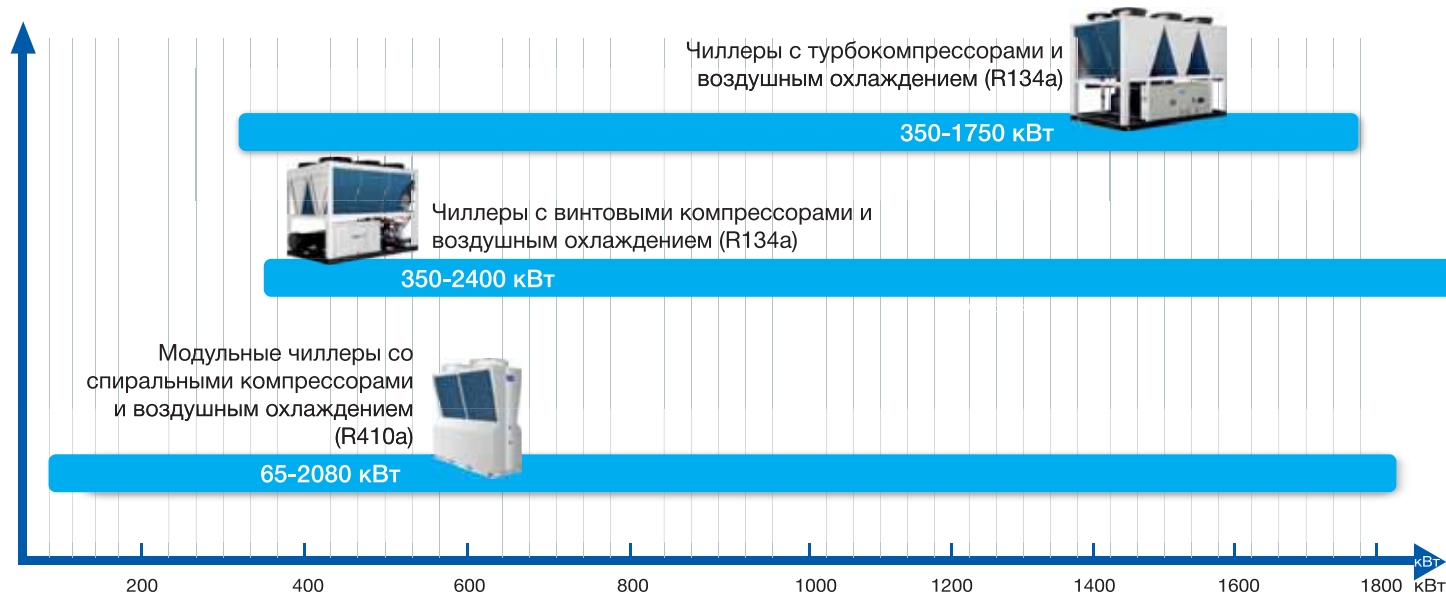 Чиллеры с турбокомпрессорами и
воздушным охлаждением (R134a)
350-1750 кВт
Чиллеры с винтовыми компрессорами и
воздушным охлаждением (R134a)
350-2400 кВт
Модульные чиллеры со
спиральными компрессорами
и воздушным охлаждением
(R410a)
65-2080 кВт
кВт
200 400 600 800 1000 1200 1400 1600 1800 кВт